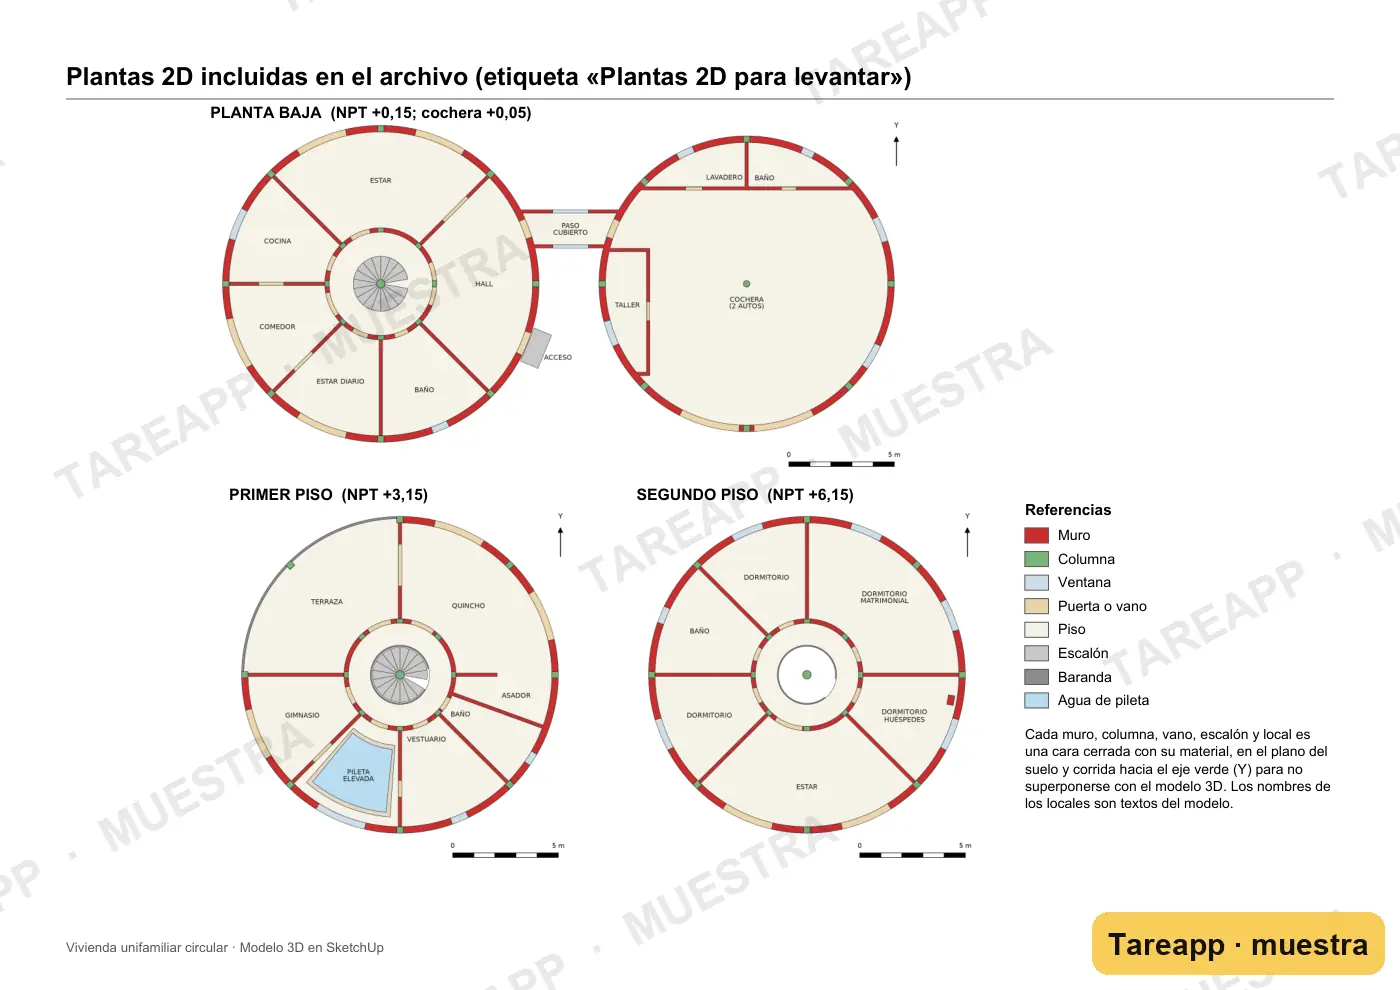 Plantas 2D incluidas en el archivo (etiqueta «Plantas 2D para levantar»)
PLANTA BAJA (NPT +0,15; cochera +0,05)
Y
ESTAR
LAVADERO
BAÑO
COCINA
PASO
CUBIERTO
HALL
TALLER
COCHERA
(2 AUTOS)
COMEDOR
ACCESO
ESTAR DIARIO
BAÑO
0
5 m
PRIMER PISO (NPT +3,15)
Y
TERRAZA
QUINCHO
ASADOR
GIMNASIO
BAÑO
VESTUARIO
PILETA
ELEVADA
0
5 m
SEGUNDO PISO (NPT +6,15)
Y
DORMITORIO
DORMITORIO
MATRIMONIAL
BAÑO
DORMITORIO
DORMITORIO
HUÉSPEDES
ESTAR
0
5 m
Referencias
Muro
Columna
Ventana
Puerta o vano
Piso
Escalón
Baranda
Agua de pileta
Cada muro, columna, vano, escalón y local es
una cara cerrada con su material, en el plano del
suelo y corrida hacia el eje verde (Y) para no
superponerse con el modelo 3D. Los nombres de
los locales son textos del modelo.
Vivienda unifamiliar circular · Modelo 3D en SketchUp
Tareapp · muestra
TAREAPP · MUESTRA
TAREAPP · MUESTRA
TAREAPP · MUESTRA